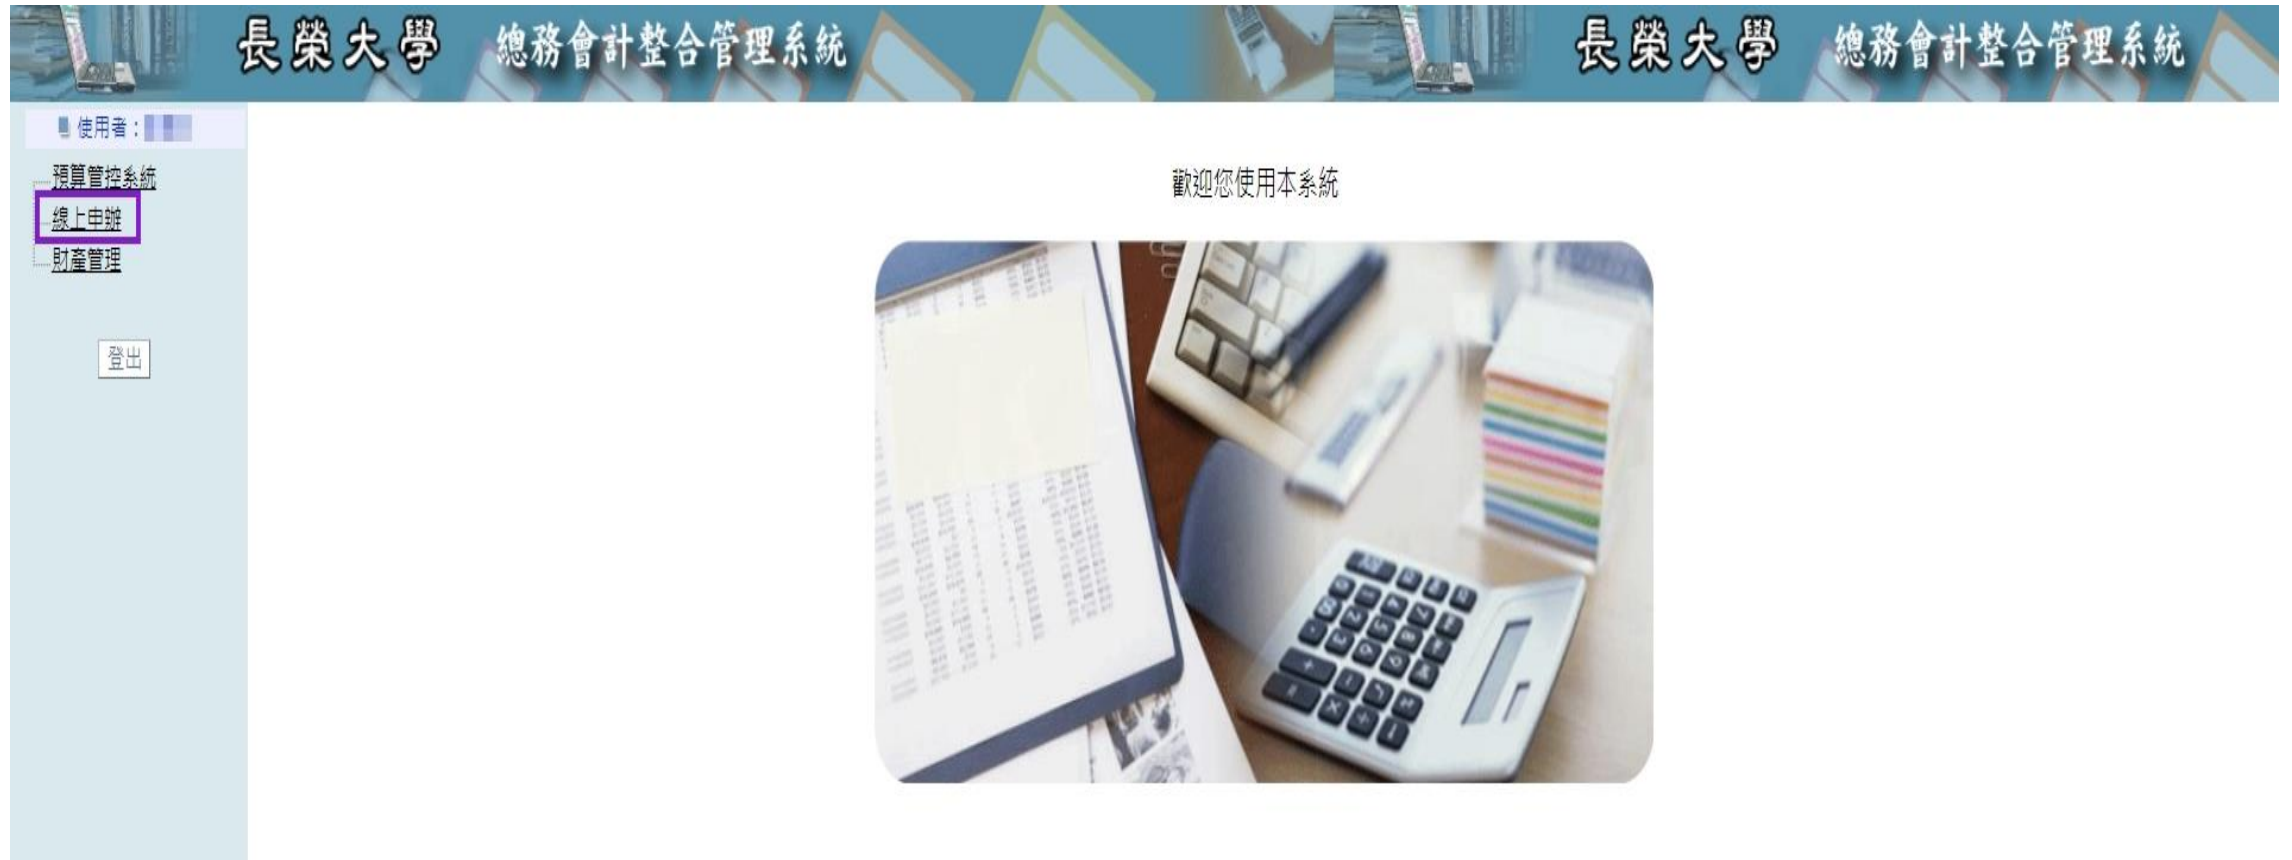 長榮大學 總務會計整合管理系統 長榮大學 總務會計整合管理系統
使用者：
預算管控系統
線上申辦
財產管理
登出
歡迎您使用本系統